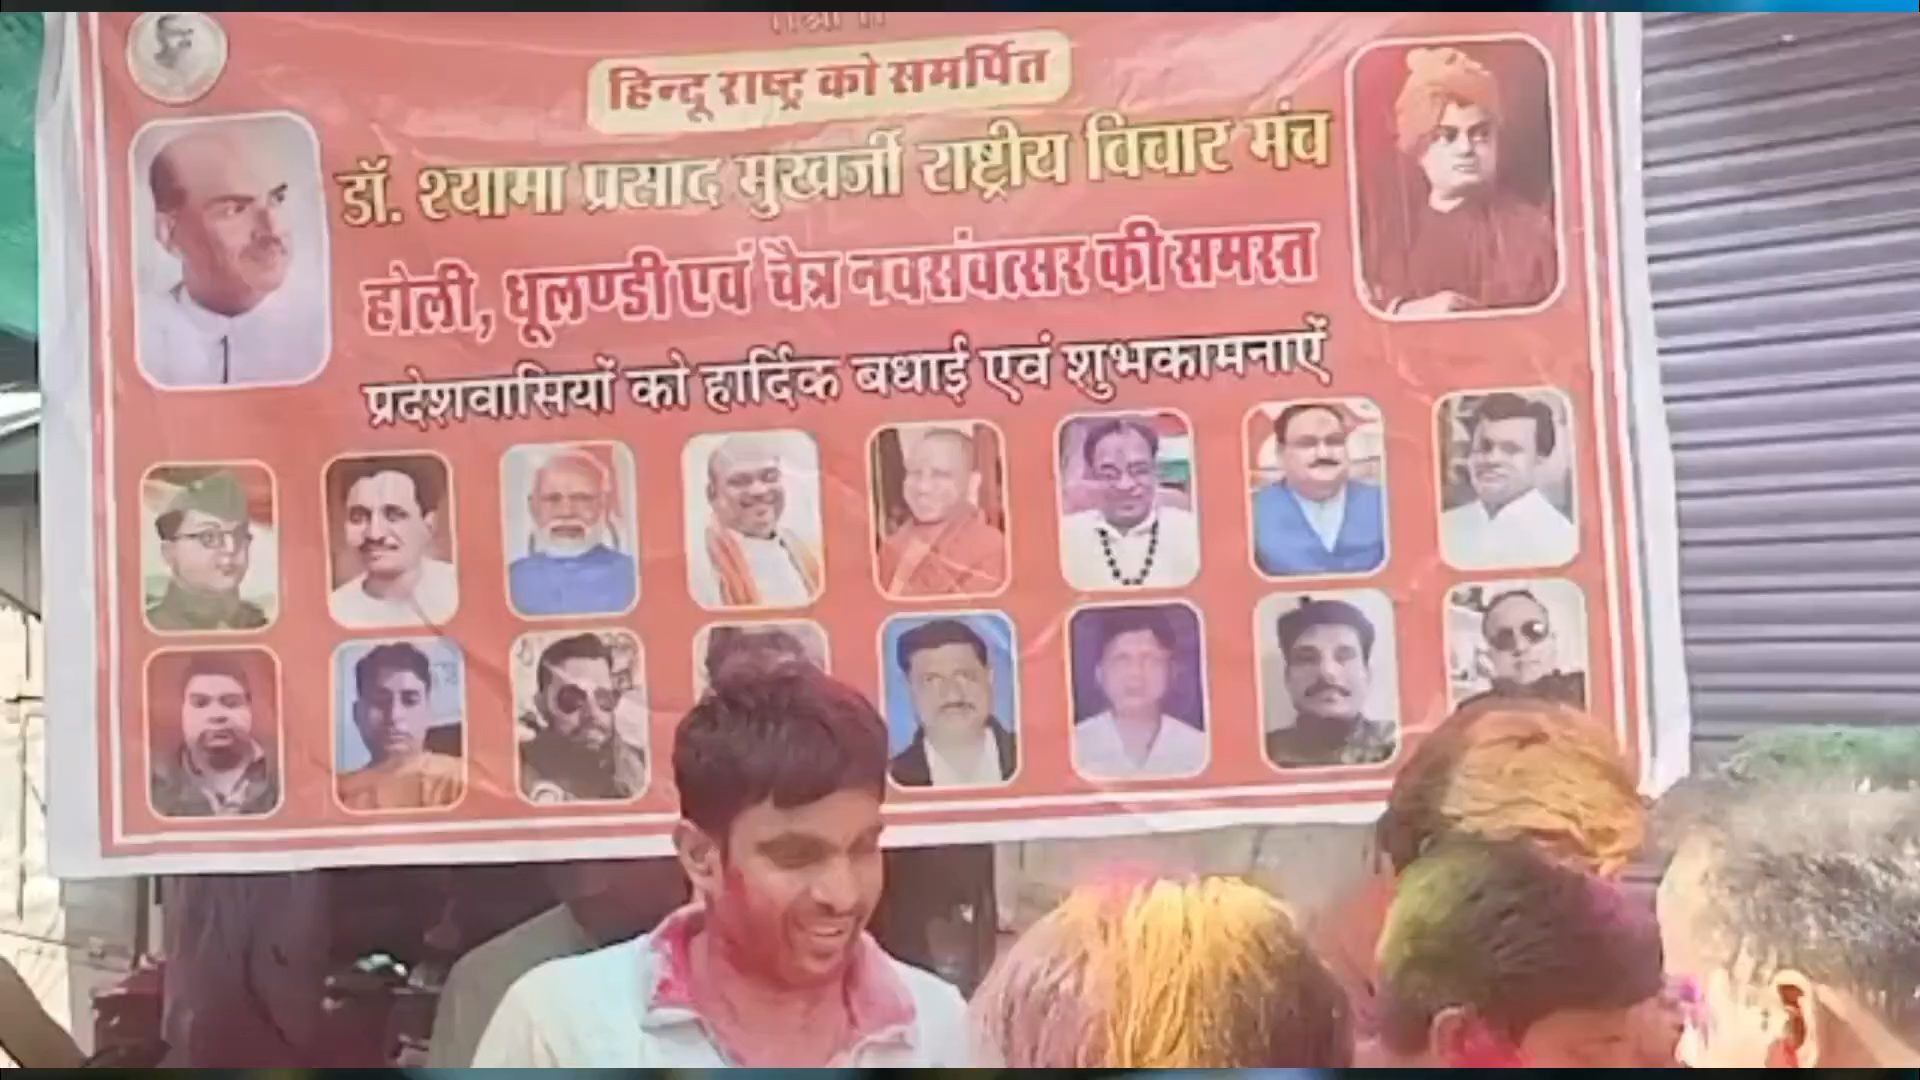 हिन्दू राष्ट्र को समर्पित
डॉ. श्यामा प्रसाद मुखर्जी राष्ट्रीय विचार मंच
होली, धूलण्डी एवं चैत्र नवसंवत्सर की समस्त
प्रदेशवासियों को हार्दिक बधाई एवं शुभकामनाऐं